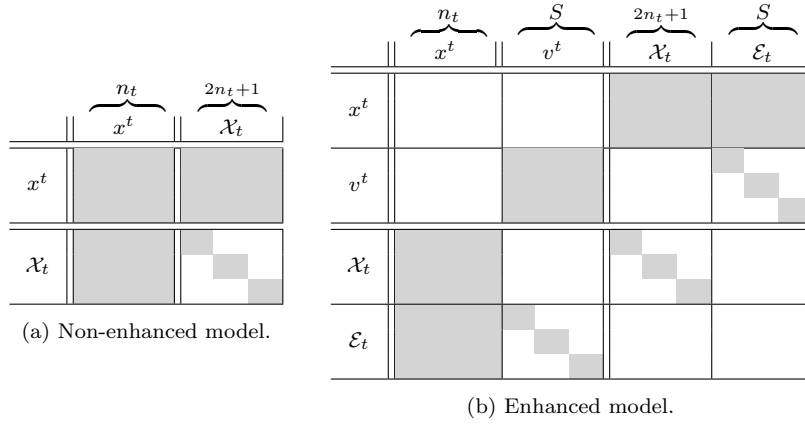 n_t 2n_t+1
x^t 𝒳_t
x^t
𝒳_t
(a) Non-enhanced model.
n_t S 2n_t+1 S
x^t v^t 𝒳_t ℰ_t
x^t
v^t
𝒳_t
ℰ_t
(b) Enhanced model.